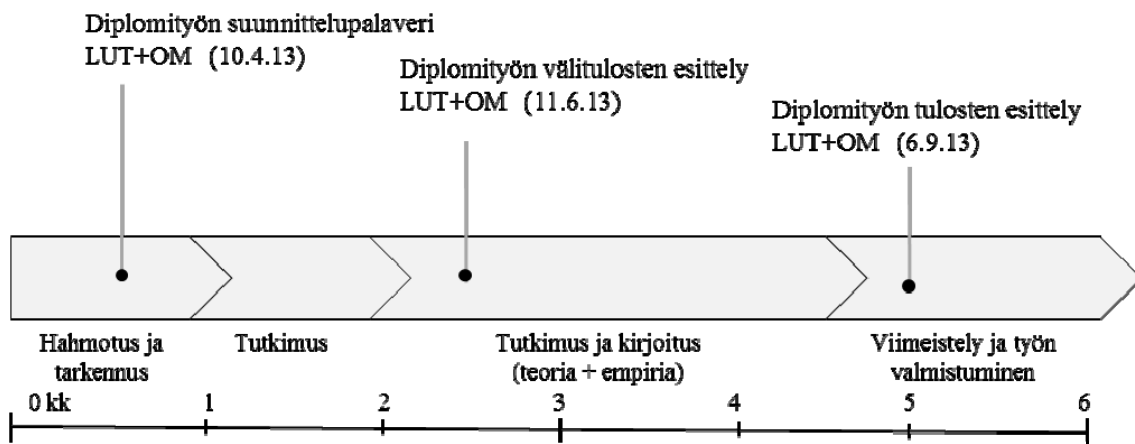 Diplomityön suunnittelupalaveri
LUT+OM (10.4.13)
Diplomityön välitulosten esittely
LUT+OM (11.6.13)
Diplomityön tulosten esittely
LUT+OM (6.9.13)
Hahmotus ja
tarkennus
Tutkimus
Tutkimus ja kirjoitus
(teoria + empiria)
Viimeistely ja työn
valmistuminen
0 kk 1 2 3 4 5 6